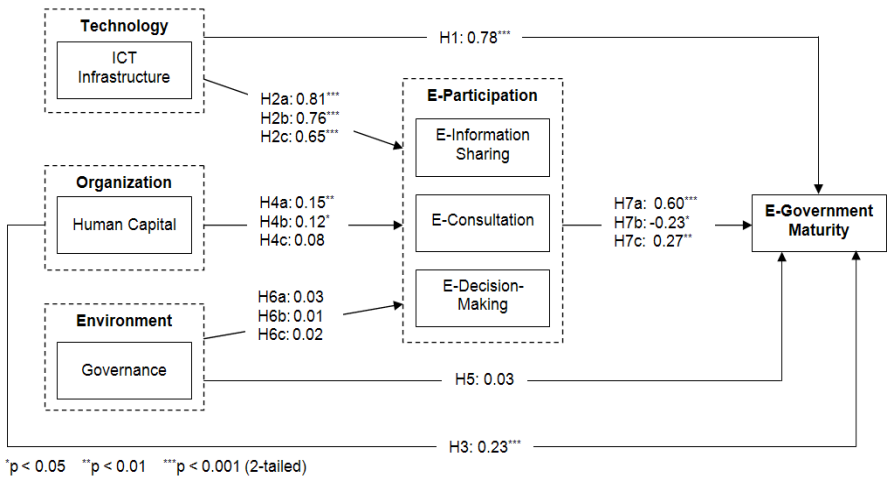 Technology
ICT
Infrastructure
H1: 0.78***
H2a: 0.81***
H2b: 0.76***
H2c: 0.65***
E-Participation
E-Information
Sharing
Organization
Human Capital
H4a: 0.15**
H4b: 0.12*
H4c: 0.08
E-Consultation
H7a: 0.60***
H7b: -0.23*
H7c: 0.27**
E-Government
Maturity
E-Decision-
Making
H6a: 0.03
H6b: 0.01
H6c: 0.02
Environment
Governance
H5: 0.03
H3: 0.23***
*p < 0.05 **p < 0.01 ***p < 0.001 (2-tailed)